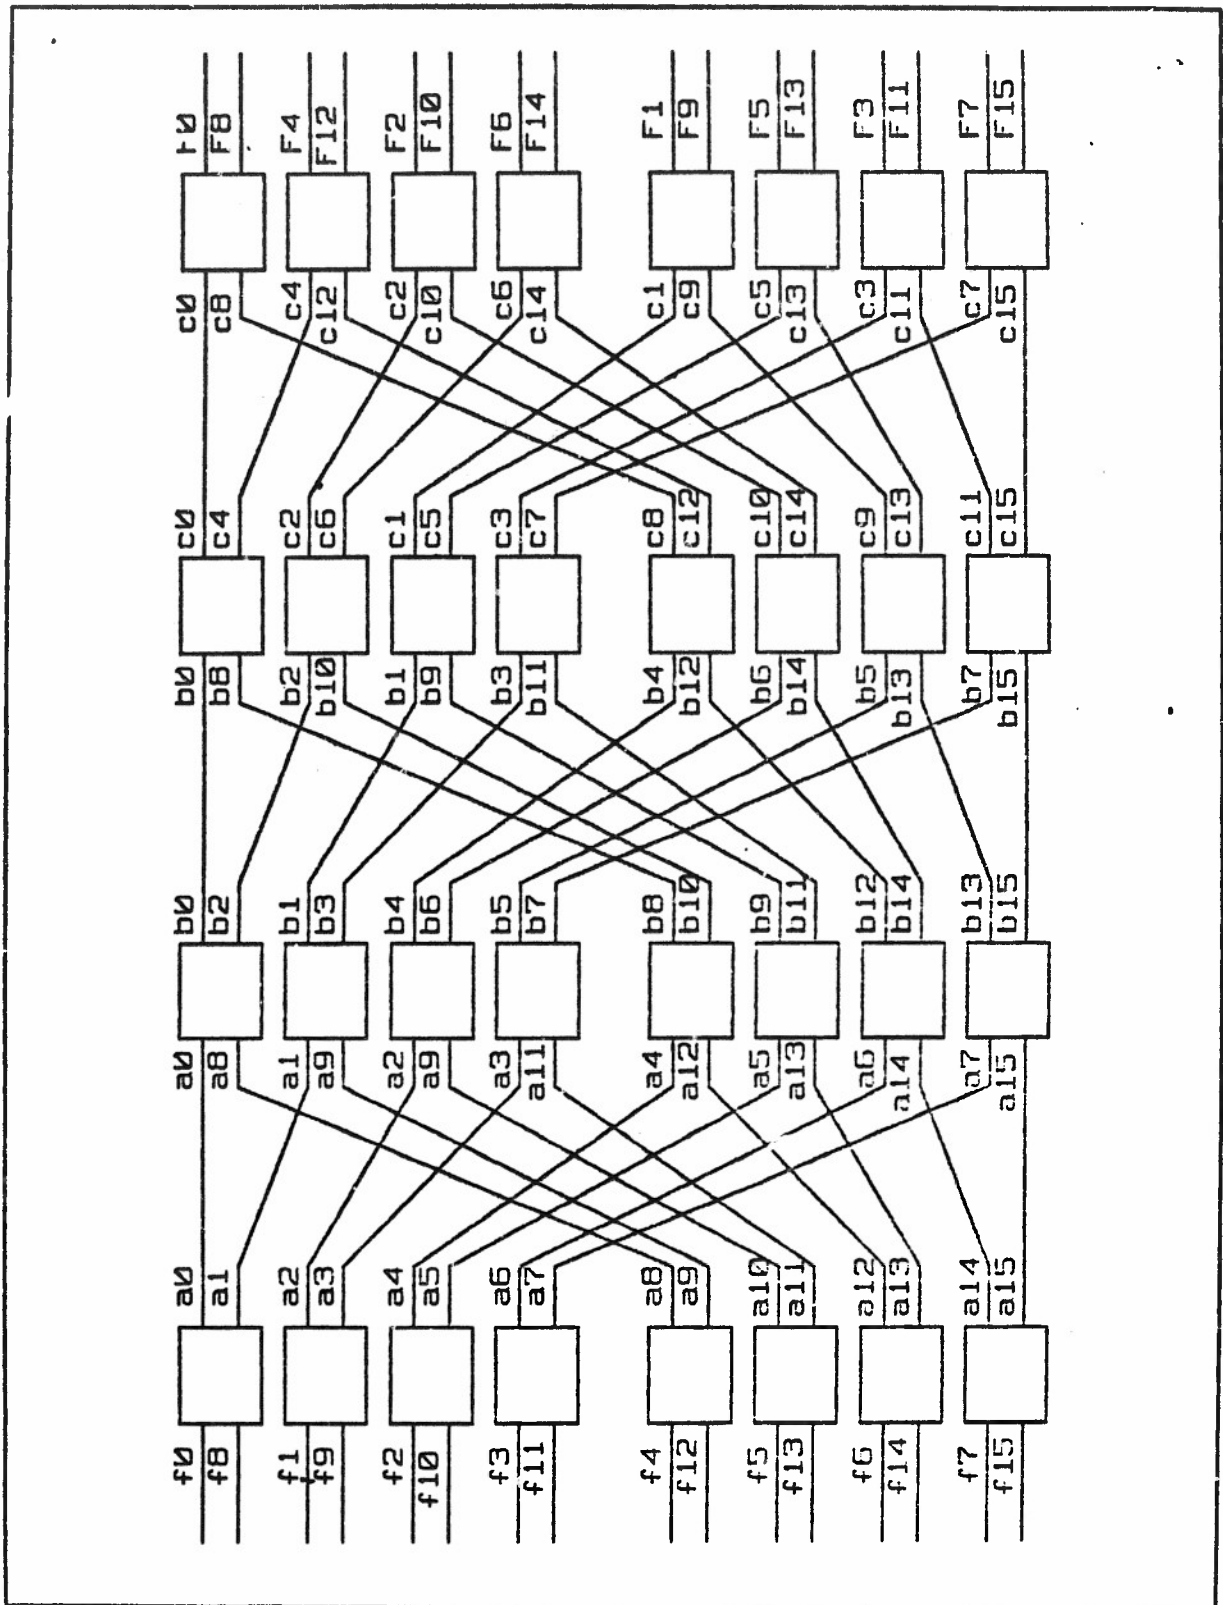 f0 a0 a0 b0 b0 c0 c0 F0
f8 a1 a8 b2 b8 c4 c8 F8
f1 a2 a1 b1 b2 c2 c4 F4
f9 a3 a9 b3 b10 c6 c12 F12
f2 a4 a2 b4 b1 c1 c2 F2
f10 a5 a9 b6 b9 c5 c10 F10
f3 a6 a3 b5 b3 c3 c6 F6
f11 a7 a11 b7 b11 c7 c14 F14
f4 a8 a4 b8 b4 c8 c1 F1
f12 a9 a12 b10 b12 c12 c9 F9
f5 a10 a5 b9 b6 c10 c5 F5
f13 a11 a13 b11 b14 c14 c13 F13
f6 a12 a6 b12 b5 c9 c3 F3
f14 a13 a14 b14 b13 c13 c11 F11
f7 a14 a7 b13 b7 c11 c7 F7
f15 a15 a15 b15 b15 c15 c15 F15